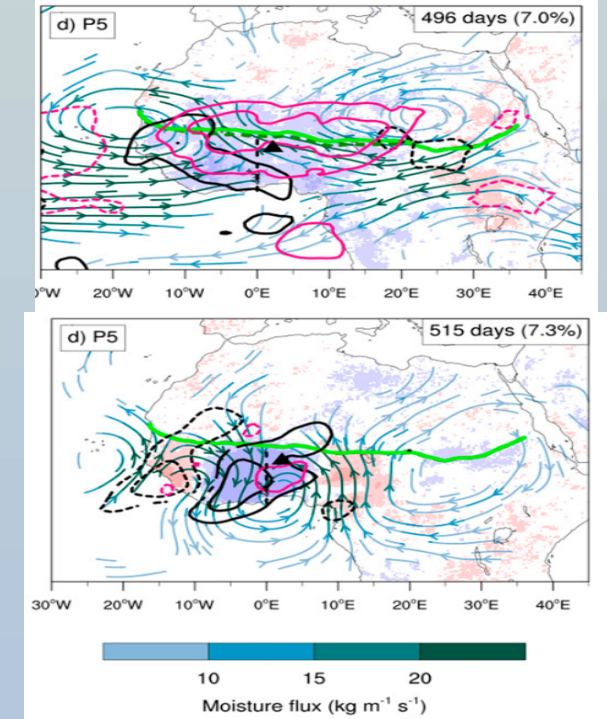 d) P5 496 days (7.0%)
0°W 20°W 10°W 0°E 10°E 20°E 30°E 40°E
d) P5 515 days (7.3%)
30°W 20°W 10°W 0°E 10°E 20°E 30°E 40°E
10 15 20
Moisture flux (kg m⁻¹ s⁻¹)